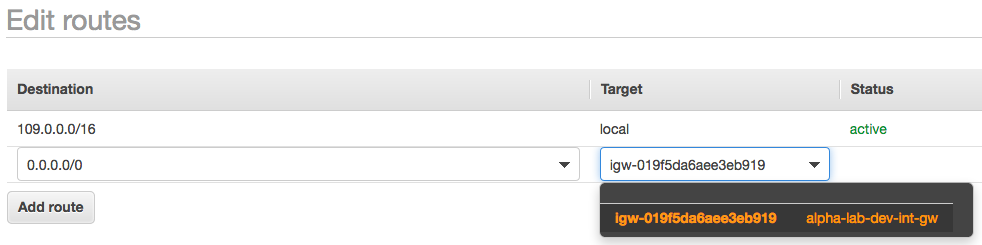 Edit routes
Destination Target Status
109.0.0.0/16 local active
0.0.0.0/0 igw-019f5da6aee3eb919
Add route
igw-019f5da6aee3eb919 alpha-lab-dev-int-gw